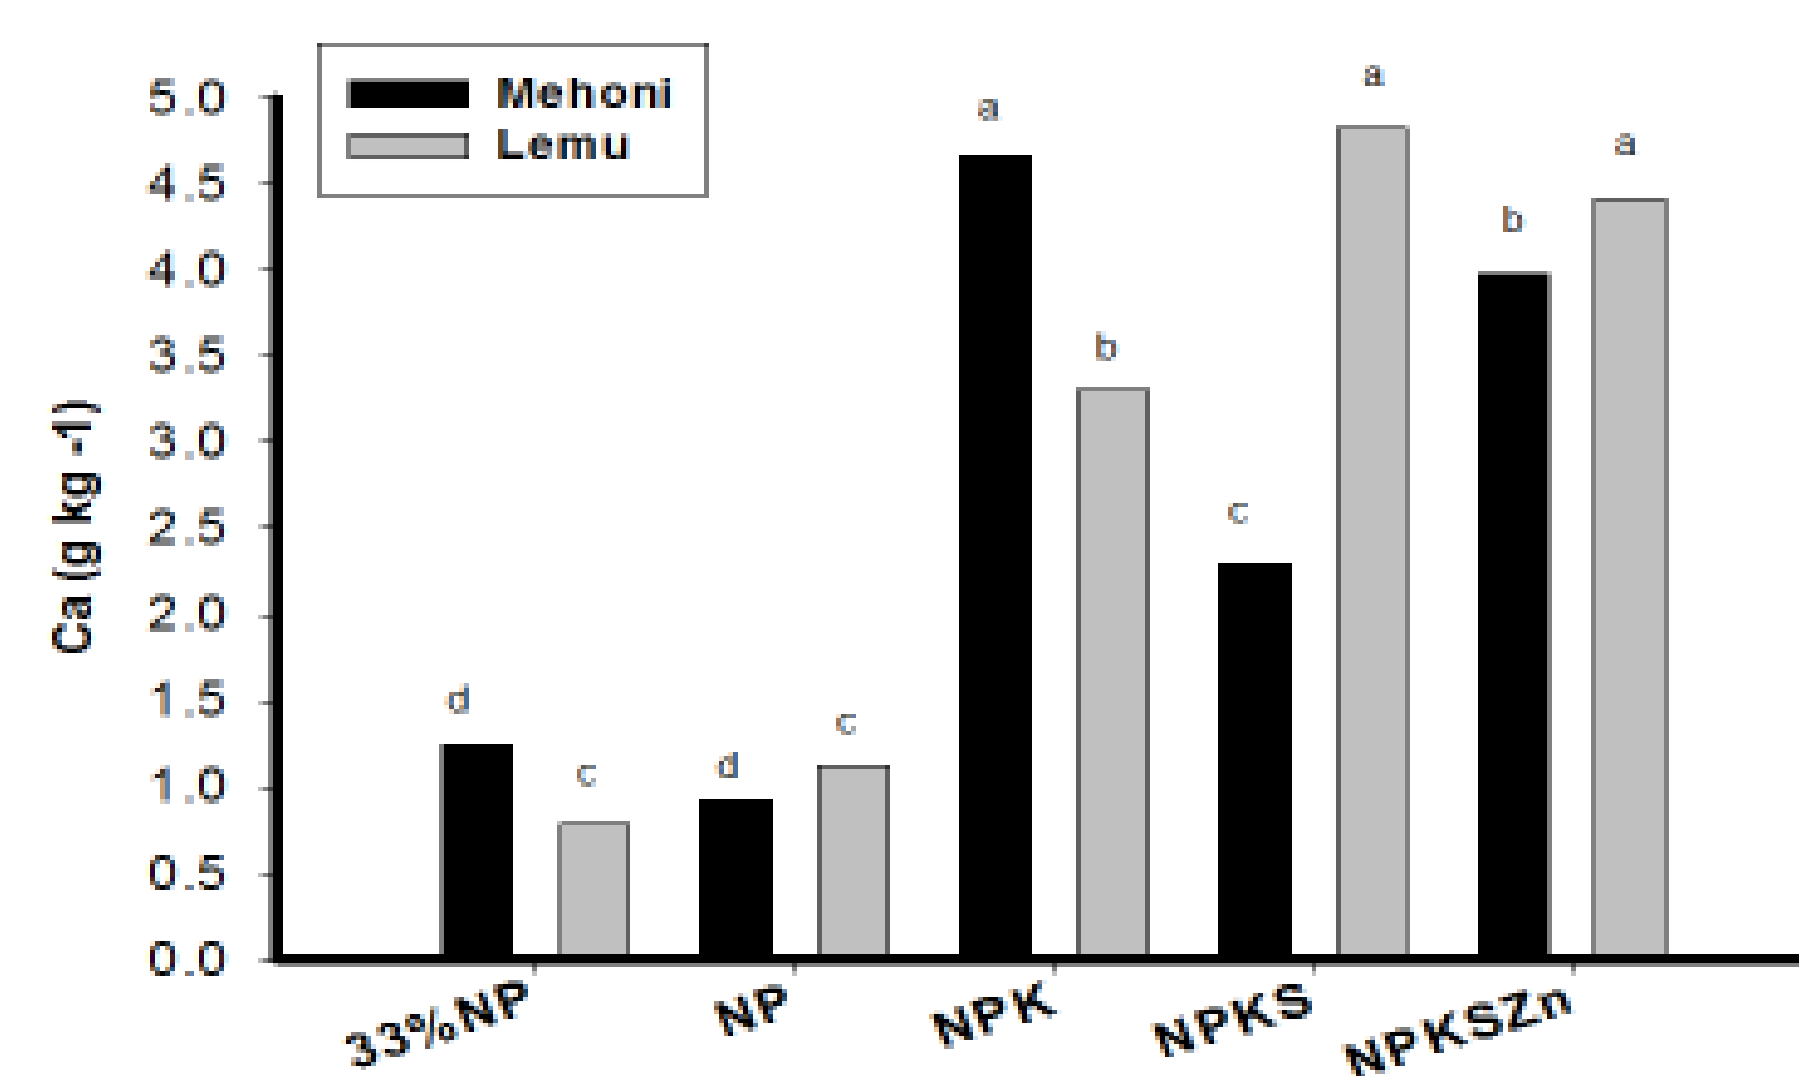 Mehoni
Lemu
Ca (g kg -1)
5.0
4.5
4.0
3.5
3.0
2.5
2.0
1.5
1.0
0.5
0.0
d
c
d
c
a
b
c
a
b
a
33%NP
NP
NPK
NPKS
NPKSZn